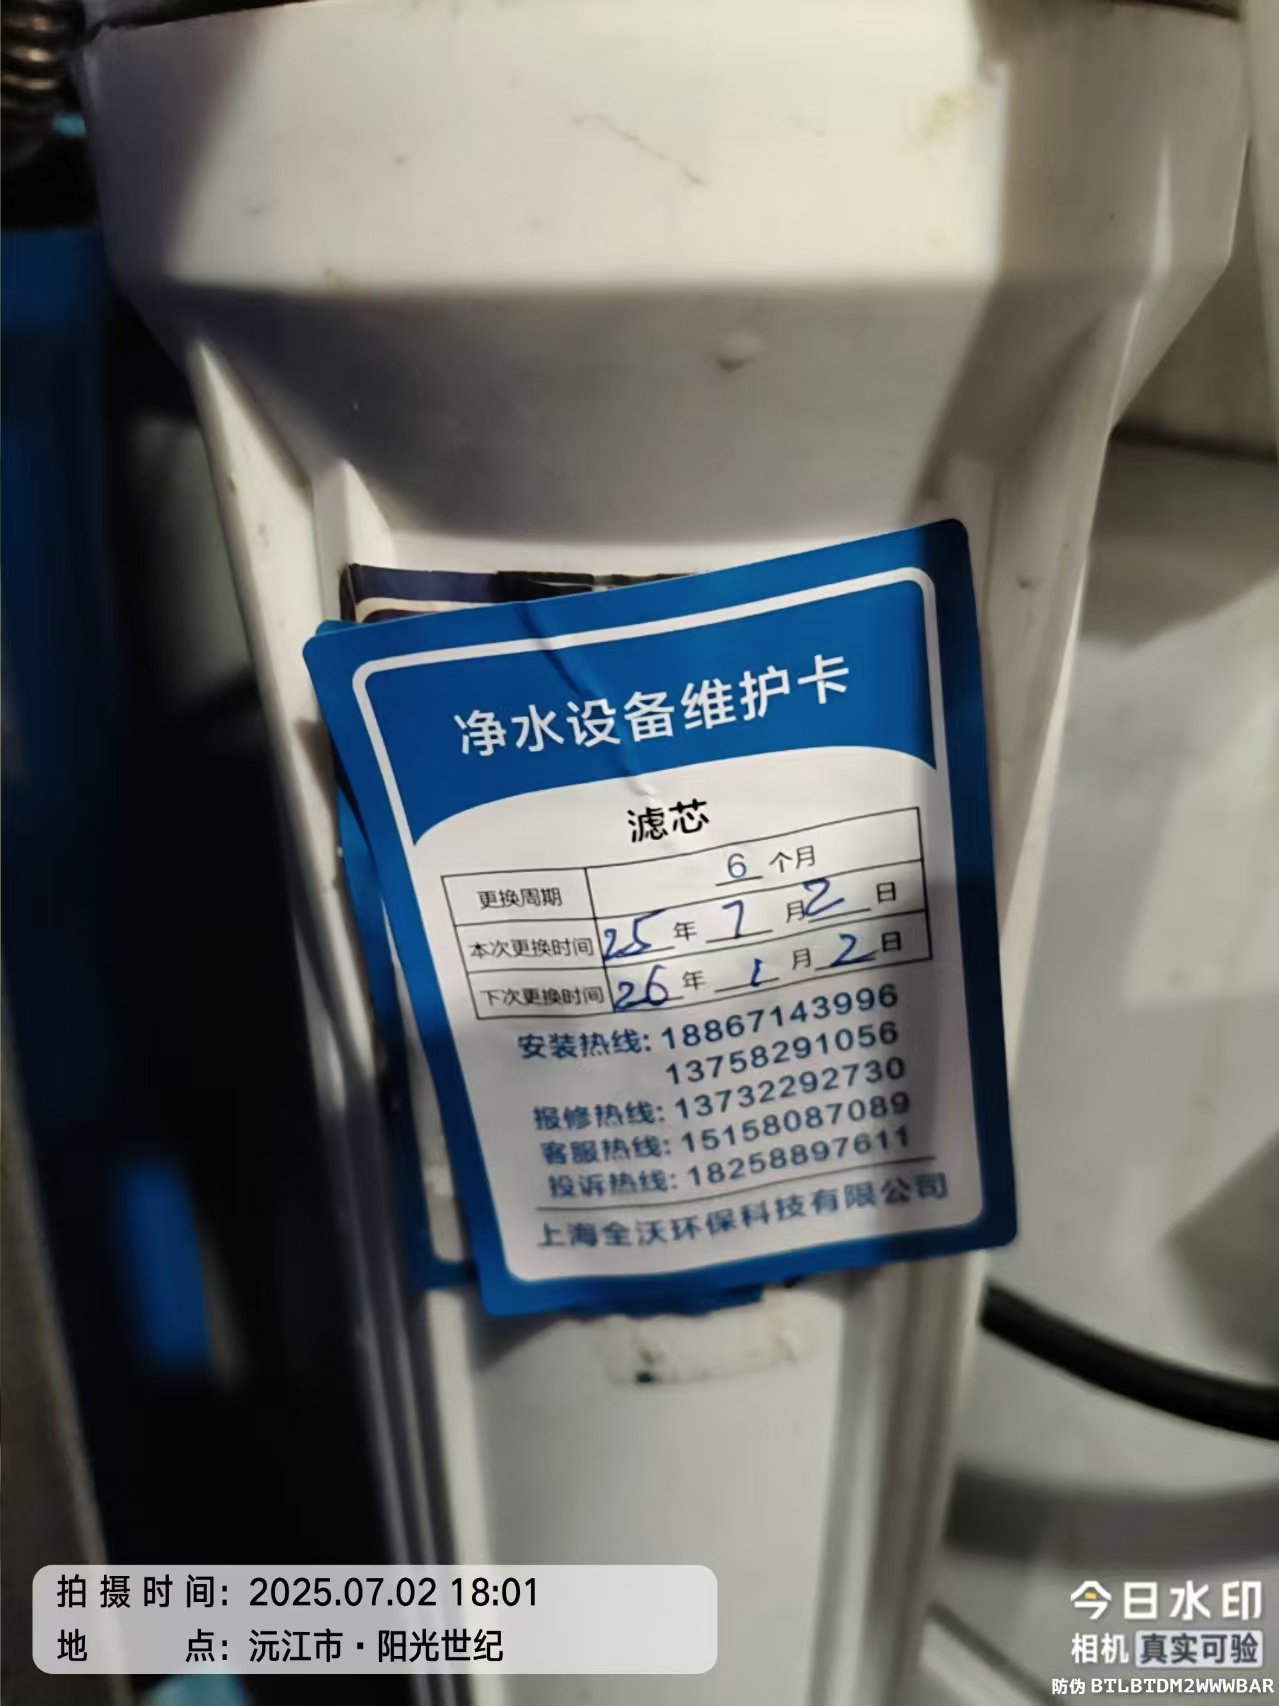 净水设备维护卡
滤芯
更换周期 6 个月
本次更换时间 25 年 7 月 2 日
下次更换时间 26 年 1 月 2 日
安装热线: 18867143996
13758291056
报修热线: 13732292730
客服热线: 15158087089
投诉热线: 18258897611
上海全沃环保科技有限公司
拍摄时间: 2025.07.02 18:01
地点: 沅江市·阳光世纪
今日水印
相机 真实可验
防伪 BTLBTDM2WWWBAR